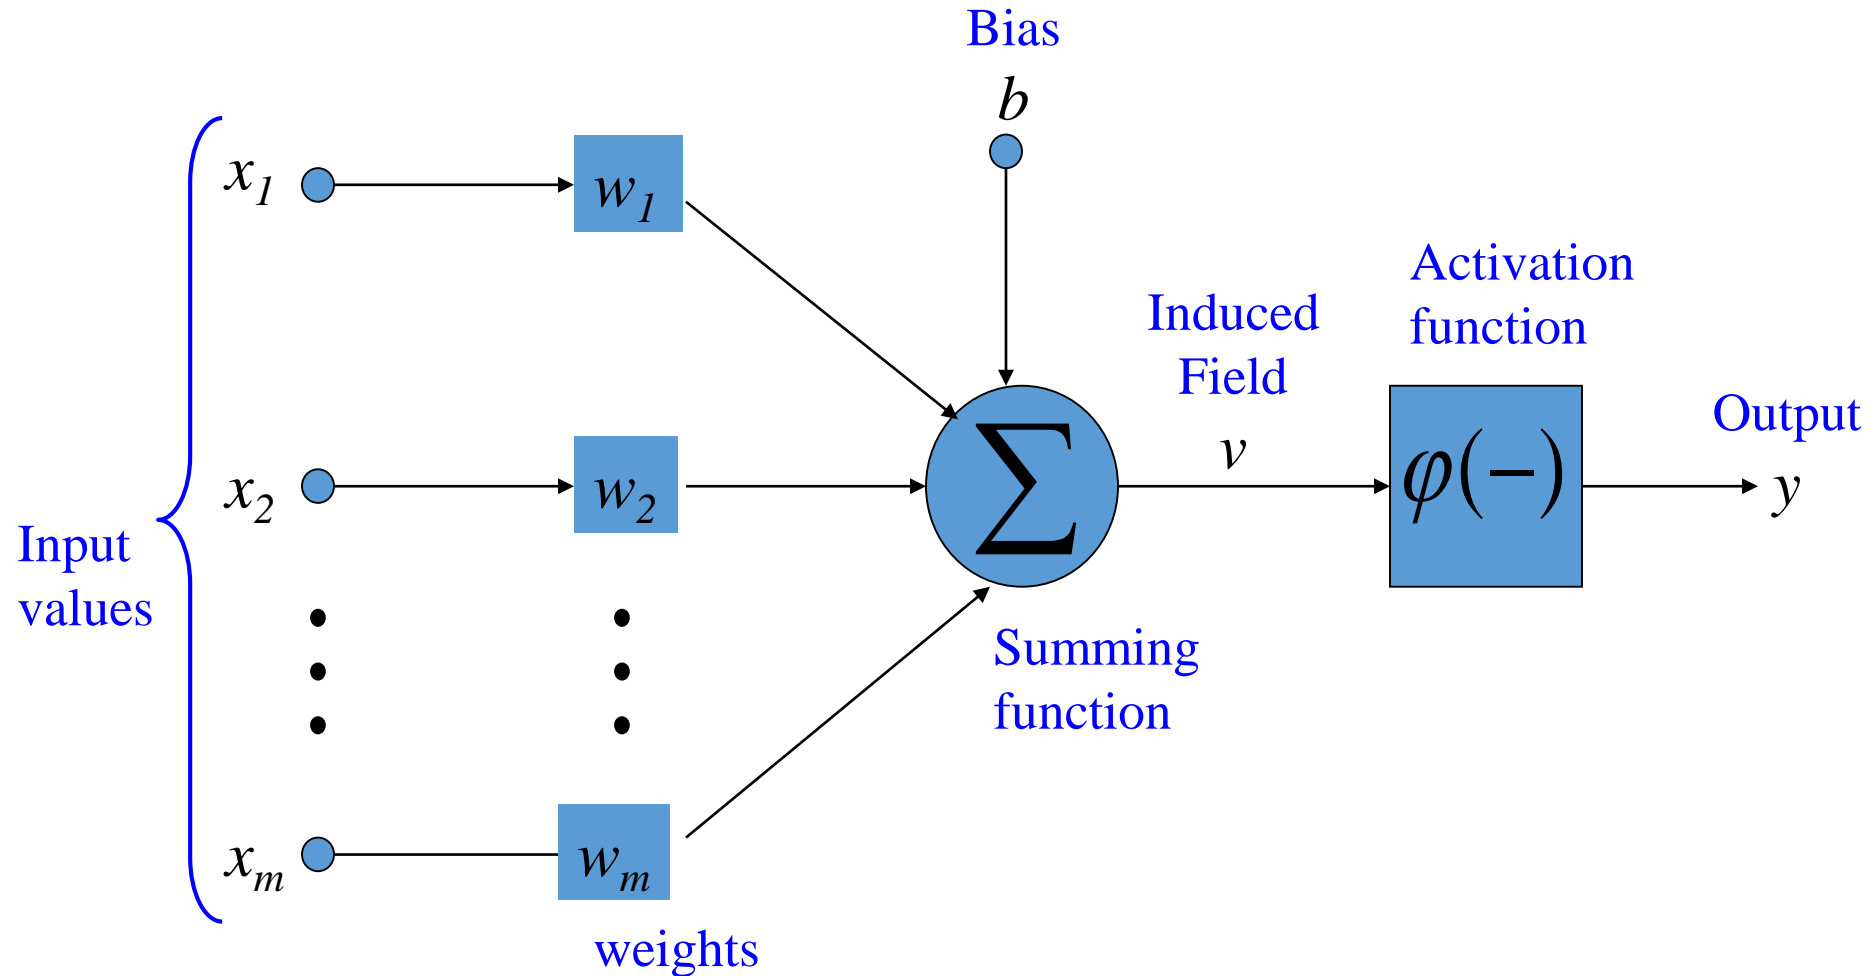 Bias
b
x1
w1
Activation
function
Induced
Field
Output
v
φ(−)
y
∑
x2
w2
Input
values
Summing
function
xm
wm
weights